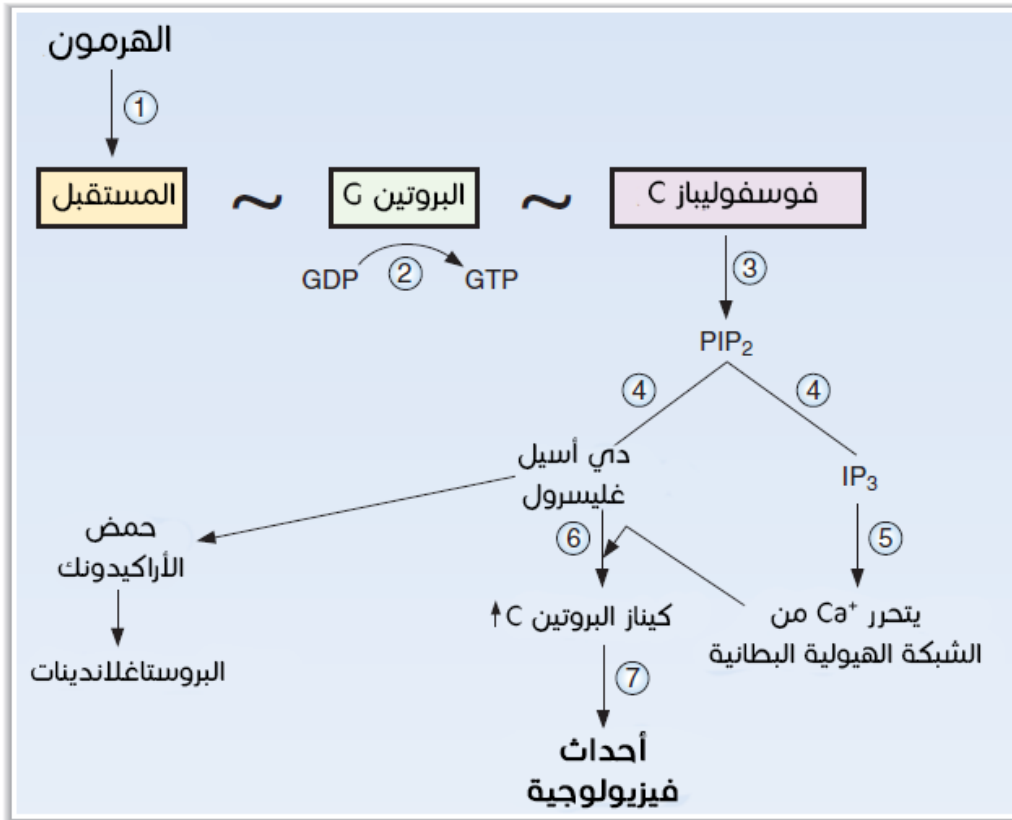 الهرمون
①
المستقبل ~ البروتين G ~ فوسفوليباز C
GDP ② GTP
③
PIP₂
④ ④
دي أسيل
غليسرول
IP₃
حمض
الأراكيدونك
⑥
⑤
كيناز البروتين C↑
يتحرر Ca⁺ من
الشبكة الهيولية البطانية
البروستاغلاندينات
⑦
أحداث
فيزيولوجية